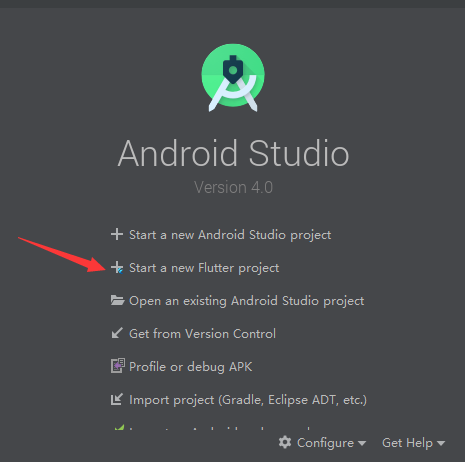 Android Studio
Version 4.0
Start a new Android Studio project
Start a new Flutter project
Open an existing Android Studio project
Get from Version Control
Profile or debug APK
Import project (Gradle, Eclipse ADT, etc.)
Configure
Get Help